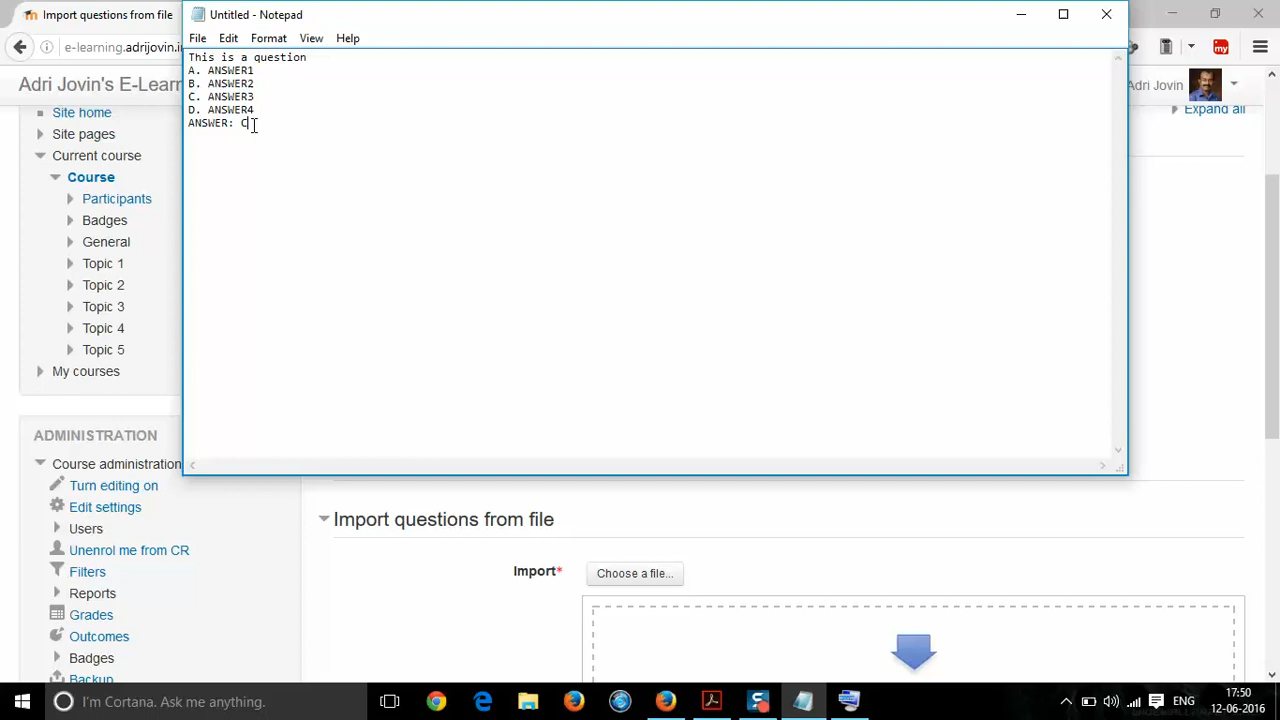 Import questions from file
Untitled - Notepad
e-learning.adrijovin.i
File Edit Format View Help
This is a question
A. ANSWER1
B. ANSWER2
C. ANSWER3
D. ANSWER4
ANSWER: C
Adri Jovin's E-Learn
Adri Jovin
my
Expand all
Site home
Site pages
Current course
Course
Participants
Badges
General
Topic 1
Topic 2
Topic 3
Topic 4
Topic 5
My courses
ADMINISTRATION
Course administration
Turn editing on
Edit settings
Users
Unenrol me from CR
Filters
Reports
Grades
Outcomes
Badges
Backup
Import questions from file
Import*
Choose a file...
I'm Cortana. Ask me anything.
ENG
17:50
12-06-2016